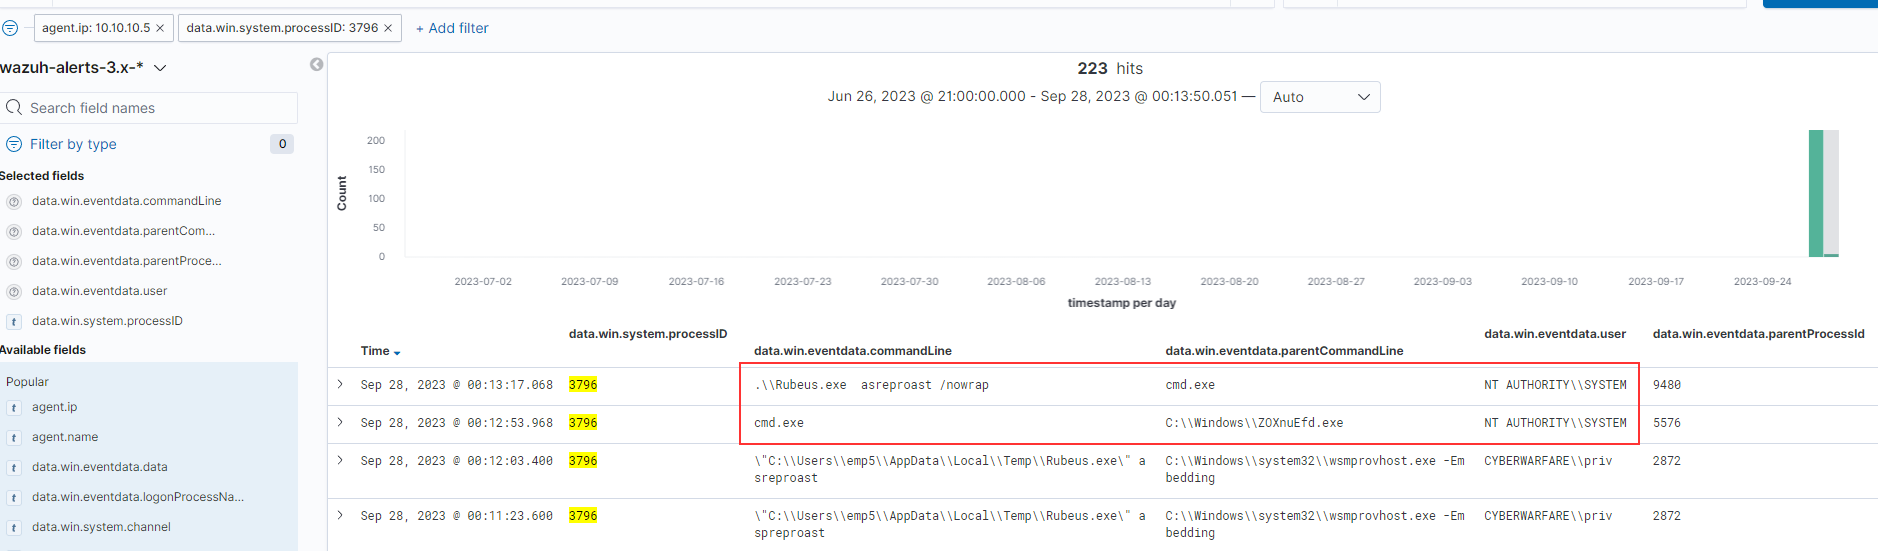 agent.ip: 10.10.10.5 ×
data.win.system.processID: 3796 ×
+ Add filter
wazuh-alerts-3.x-*
Search field names
Filter by type 0
Selected fields
data.win.eventdata.commandLine
data.win.eventdata.parentCom...
data.win.eventdata.parentProce...
data.win.eventdata.user
t data.win.system.processID
Available fields
Popular
t agent.ip
t agent.name
t data.win.eventdata.data
t data.win.eventdata.logonProcessNa...
t data.win.system.channel
223 hits
Jun 26, 2023 @ 21:00:00.000 - Sep 28, 2023 @ 00:13:50.051 — Auto
Count
200
150
100
50
0
2023-07-02 2023-07-09 2023-07-16 2023-07-23 2023-07-30 2023-08-06 2023-08-13 2023-08-20 2023-08-27 2023-09-03 2023-09-10 2023-09-17 2023-09-24
timestamp per day
Time data.win.system.processID data.win.eventdata.commandLine data.win.eventdata.parentCommandLine data.win.eventdata.user data.win.eventdata.parentProcessId
Sep 28, 2023 @ 00:13:17.068 3796 .\\Rubeus.exe  asreproast /nowrap cmd.exe NT AUTHORITY\\SYSTEM 9480
Sep 28, 2023 @ 00:12:53.968 3796 cmd.exe C:\\Windows\\ZOXnuEfd.exe NT AUTHORITY\\SYSTEM 5576
Sep 28, 2023 @ 00:12:03.400 3796 \"C:\\Users\\emp5\\AppData\\Local\\Temp\\Rubeus.exe\" a C:\\Windows\\system32\\wsmprovhost.exe -Em CYBERWARFARE\\priv 2872
sreproast bedding
Sep 28, 2023 @ 00:11:23.600 3796 \"C:\\Users\\emp5\\AppData\\Local\\Temp\\Rubeus.exe\" a C:\\Windows\\system32\\wsmprovhost.exe -Em CYBERWARFARE\\priv 2872
spreproast bedding